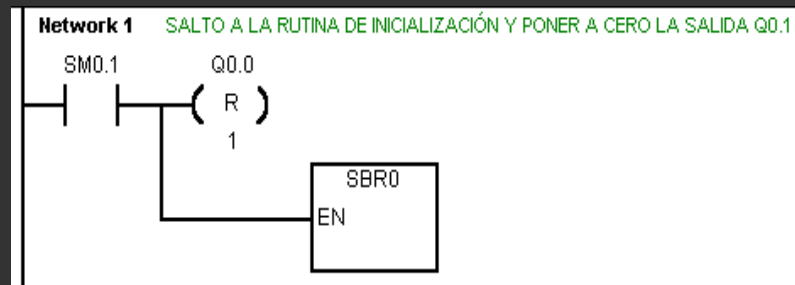 Network 1 SALTO A LA RUTINA DE INICIALIZACIÓN Y PONER A CERO LA SALIDA Q0.1
SM0.1 Q0.0
R
1
SBR0
EN